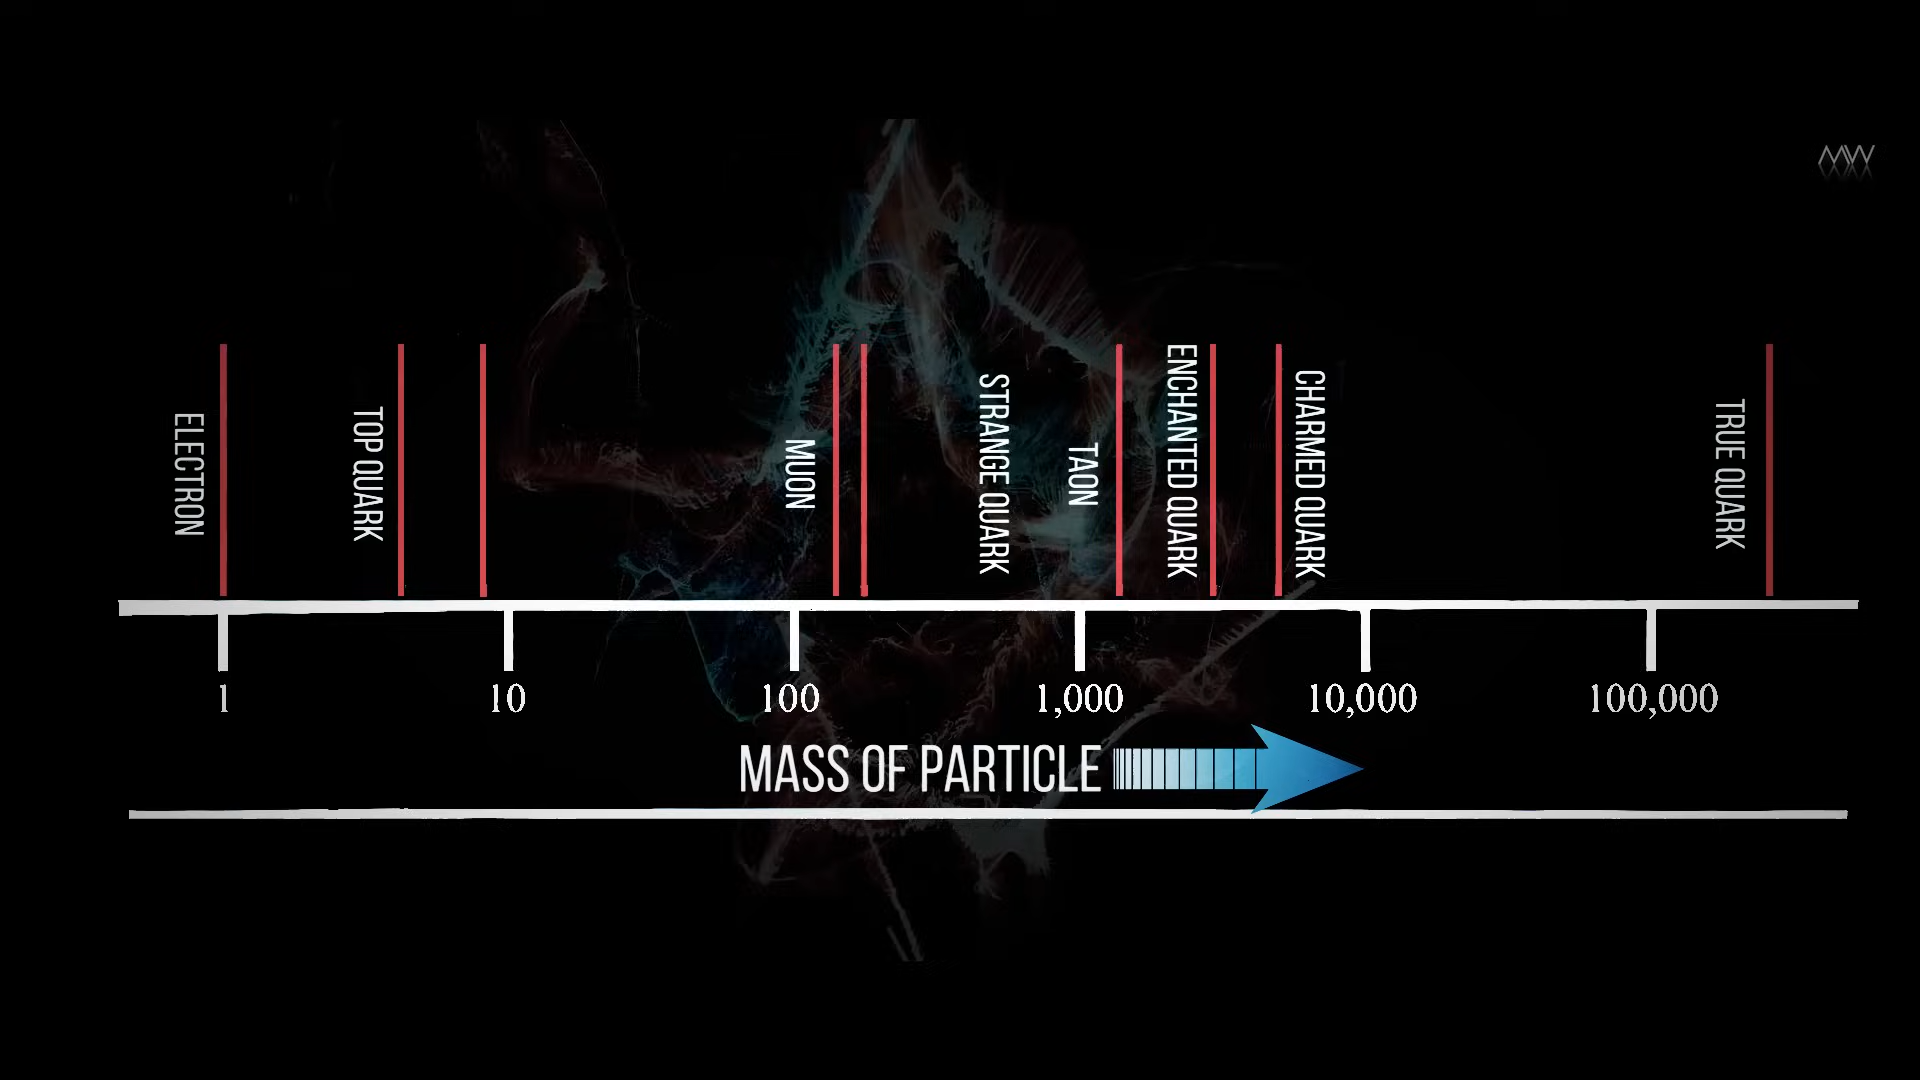 MW
ELECTRON
TOP QUARK
MUON
STRANGE QUARK
TAON
ENCHANTED QUARK
CHARMED QUARK
TRUE QUARK
1
10
100
1,000
10,000
100,000
MASS OF PARTICLE